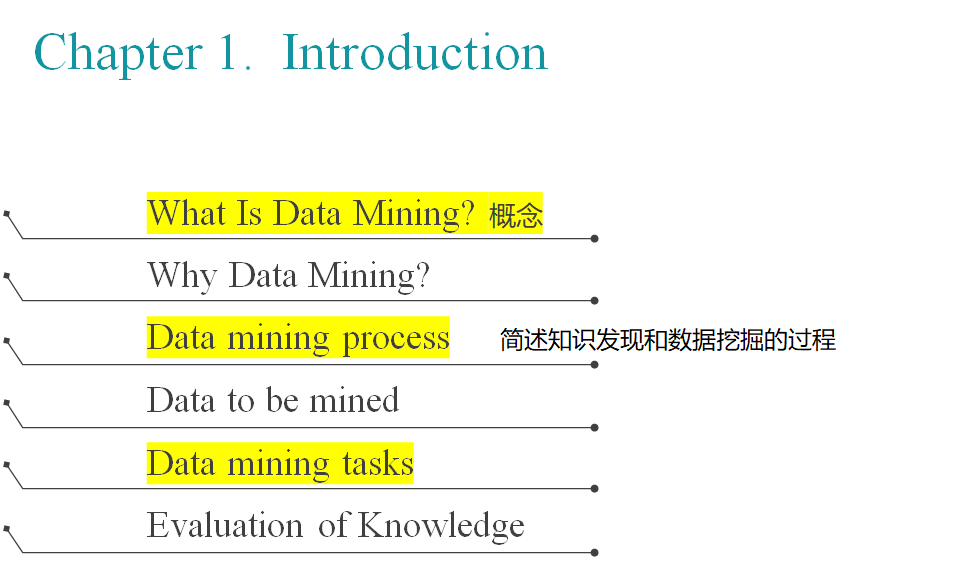 Chapter 1. Introduction
What Is Data Mining? 概念
Why Data Mining?
Data mining process 简述知识发现和数据挖掘的过程
Data to be mined
Data mining tasks
Evaluation of Knowledge